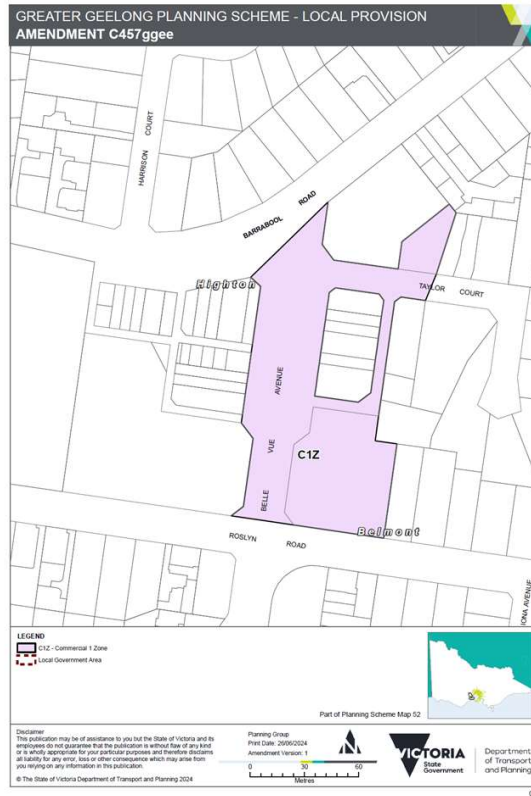 GREATER GEELONG PLANNING SCHEME - LOCAL PROVISION
AMENDMENT C457ggee
HARRISON COURT
BARRABOOL ROAD
Highton
TAYLOR COURT
BELLE VUE AVENUE
C1Z
Belmont
ROSLYN ROAD
IONA AVENUE
LEGEND
C1Z - Commercial 1 Zone
Local Government Area
Part of Planning Scheme Map 52
Disclaimer
This publication may be of assistance to you but the State of Victoria and its
employees do not guarantee that the publication is without flaw of any kind
or is wholly appropriate for your particular purposes and therefore disclaims
all liability for any error, loss or other consequence which may arise from
you relying on any information in this publication.
© The State of Victoria Department of Transport and Planning 2024
Planning Group
Print Date: 26/06/2024
Amendment Version: 1
0 30 60
Metres
VICTORIA
State
Government
Department
of Transport
and Planning